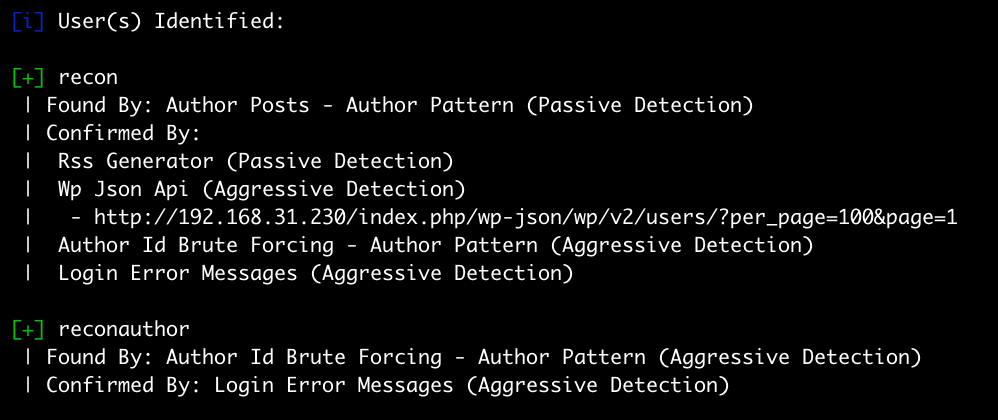 [i] User(s) Identified:
[+] recon
| Found By: Author Posts - Author Pattern (Passive Detection)
| Confirmed By:
|  Rss Generator (Passive Detection)
|  Wp Json Api (Aggressive Detection)
|   - http://192.168.31.230/index.php/wp-json/wp/v2/users/?per_page=100&page=1
|  Author Id Brute Forcing - Author Pattern (Aggressive Detection)
|  Login Error Messages (Aggressive Detection)
[+] reconauthor
| Found By: Author Id Brute Forcing - Author Pattern (Aggressive Detection)
| Confirmed By: Login Error Messages (Aggressive Detection)